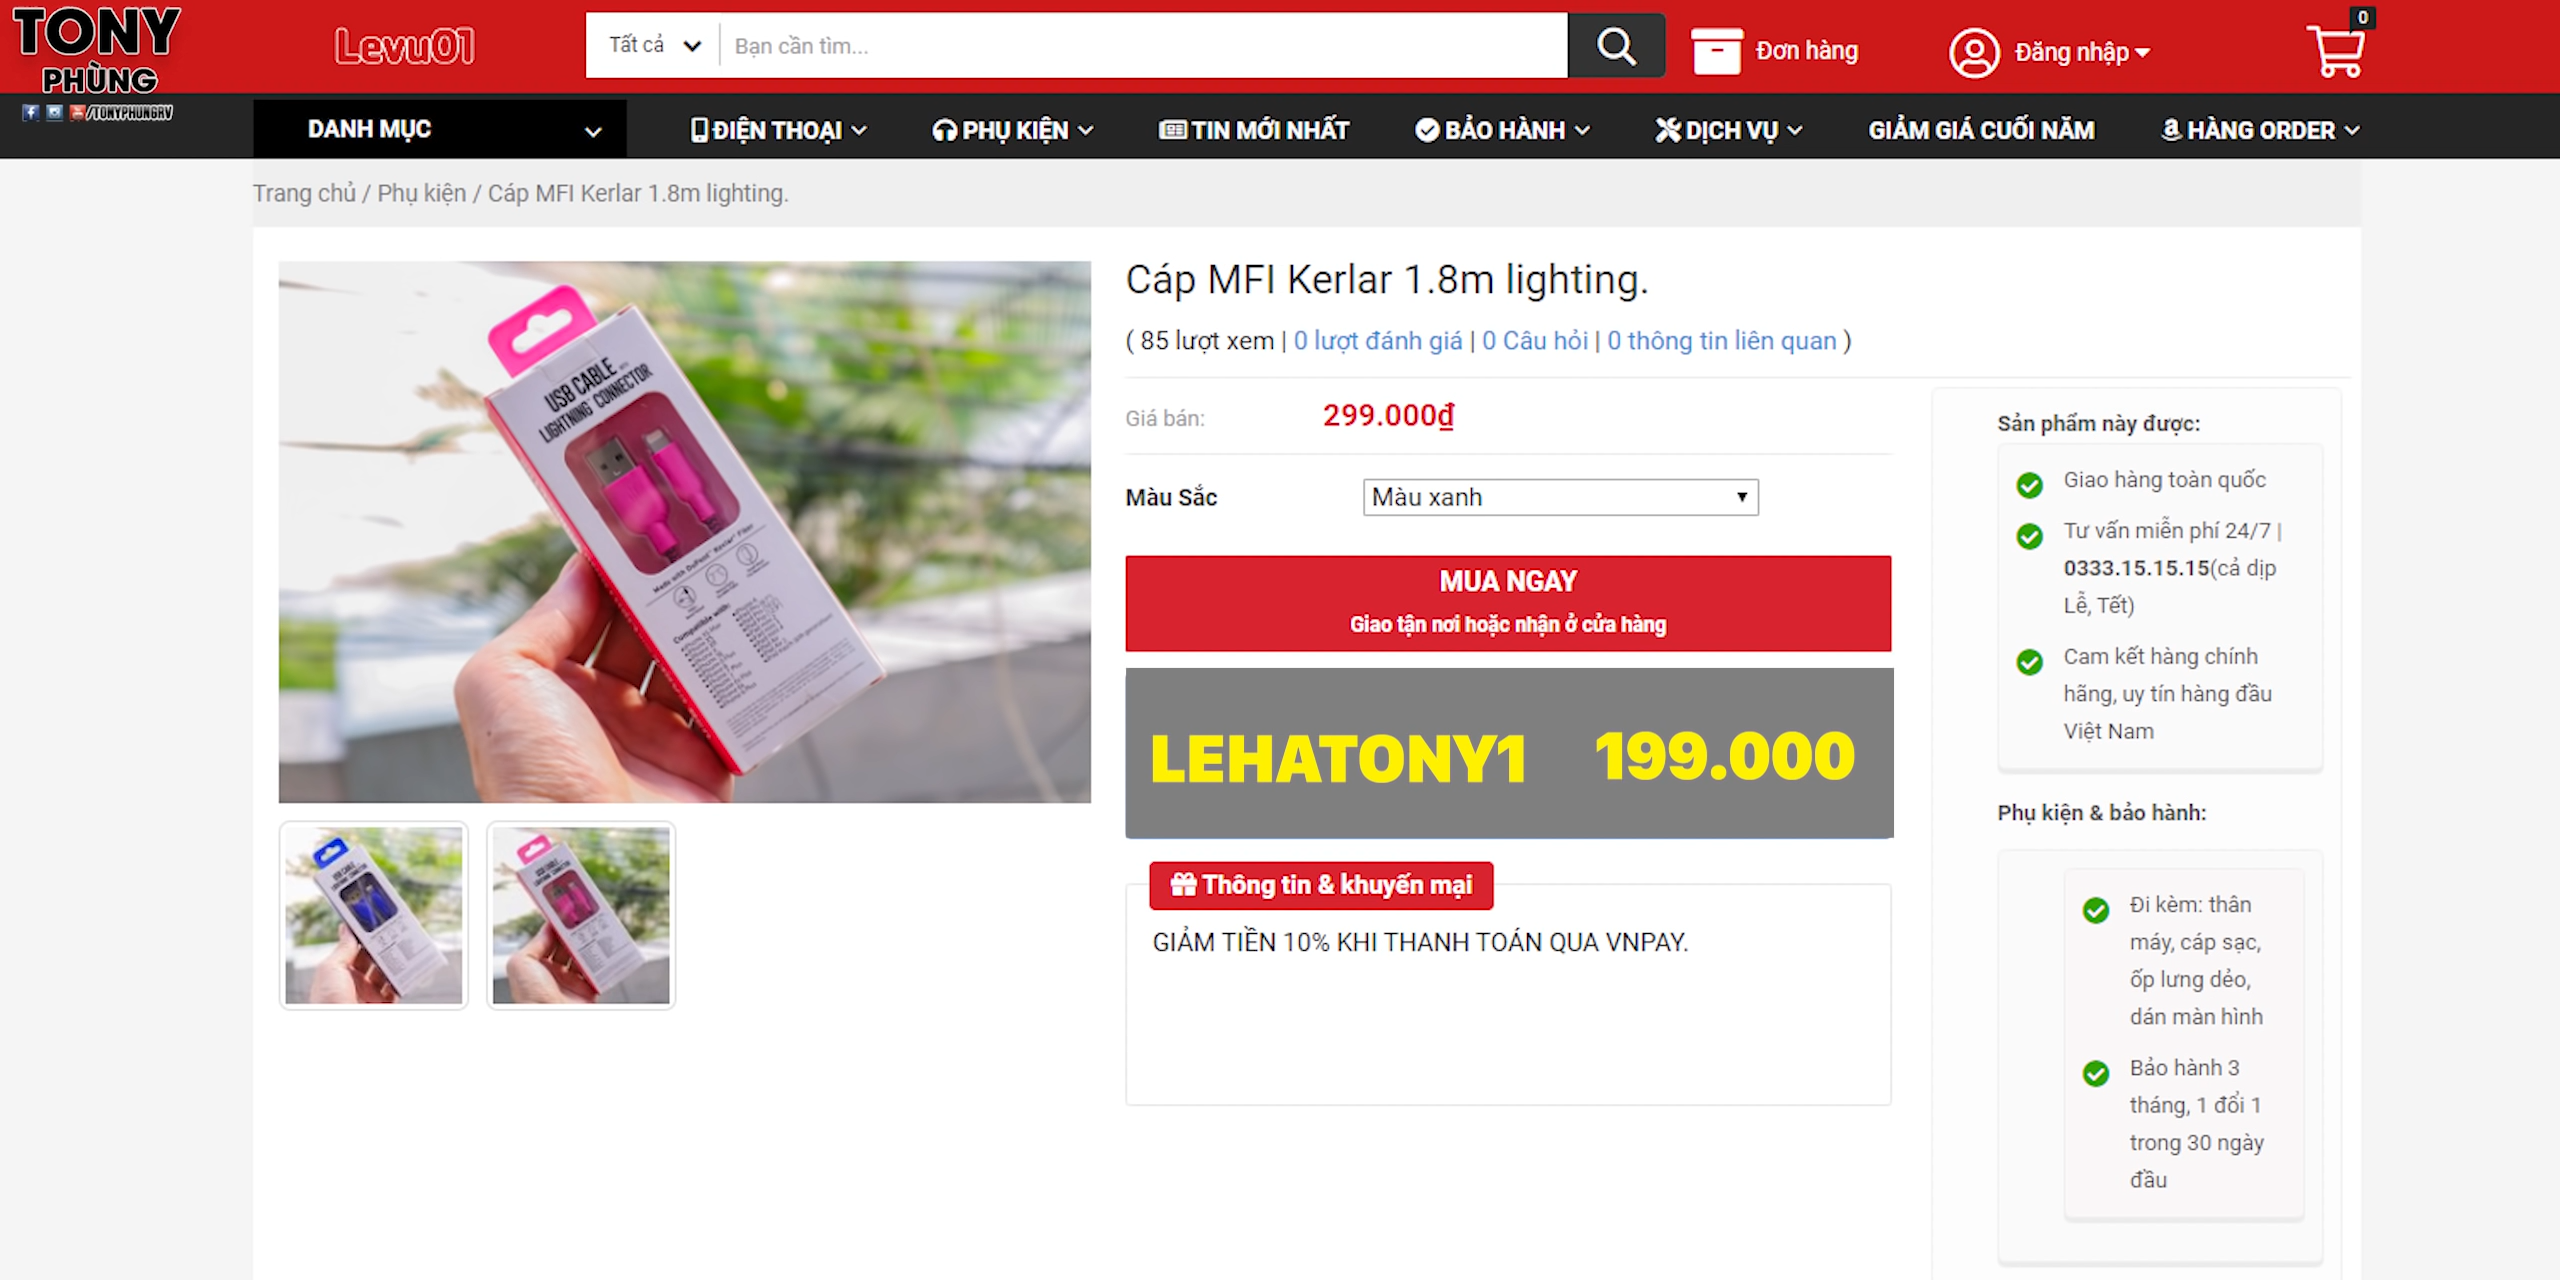 TONY
PHÙNG
/TONYPHUNGRV
Levu01
Tất cả
Bạn cần tìm...
Đơn hàng
Đăng nhập
0
DANH MỤC
ĐIỆN THOẠI
PHỤ KIỆN
TIN MỚI NHẤT
BẢO HÀNH
DỊCH VỤ
GIẢM GIÁ CUỐI NĂM
HÀNG ORDER
Trang chủ / Phụ kiện / Cáp MFI Kerlar 1.8m lighting.
USB CABLE
LIGHTNING CONNECTOR
Made with DuPont Kevlar Fiber
Compatible with:
Cáp MFI Kerlar 1.8m lighting.
( 85 lượt xem | 0 lượt đánh giá | 0 Câu hỏi | 0 thông tin liên quan )
Giá bán:
299.000₫
Màu Sắc
Màu xanh
MUA NGAY
Giao tận nơi hoặc nhận ở cửa hàng
LEHATONY1 199.000
Thông tin & khuyến mại
GIẢM TIỀN 10% KHI THANH TOÁN QUA VNPAY.
Sản phẩm này được:
Giao hàng toàn quốc
Tư vấn miễn phí 24/7 |
0333.15.15.15(cả dịp
Lễ, Tết)
Cam kết hàng chính
hãng, uy tín hàng đầu
Việt Nam
Phụ kiện & bảo hành:
Đi kèm: thân
máy, cáp sạc,
ốp lưng dẻo,
dán màn hình
Bảo hành 3
tháng, 1 đổi 1
trong 30 ngày
đầu